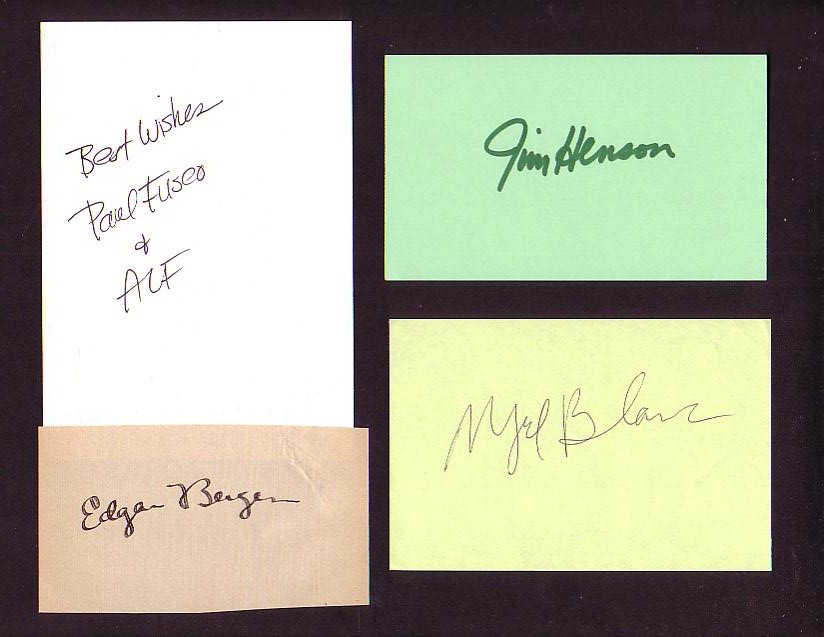 Best Wishes
Paul Fusco
&
ALF
Jim Henson
Mel Blanc
Edgar Bergen